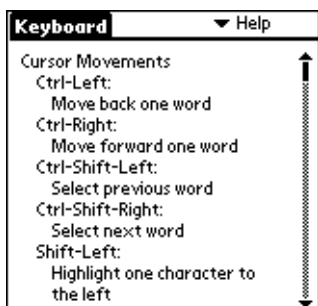 Keyboard
Help
Cursor Movements
Ctrl-Left:
Move back one word
Ctrl-Right:
Move forward one word
Ctrl-Shift-Left:
Select previous word
Ctrl-Shift-Right:
Select next word
Shift-Left:
Highlight one character to
the left